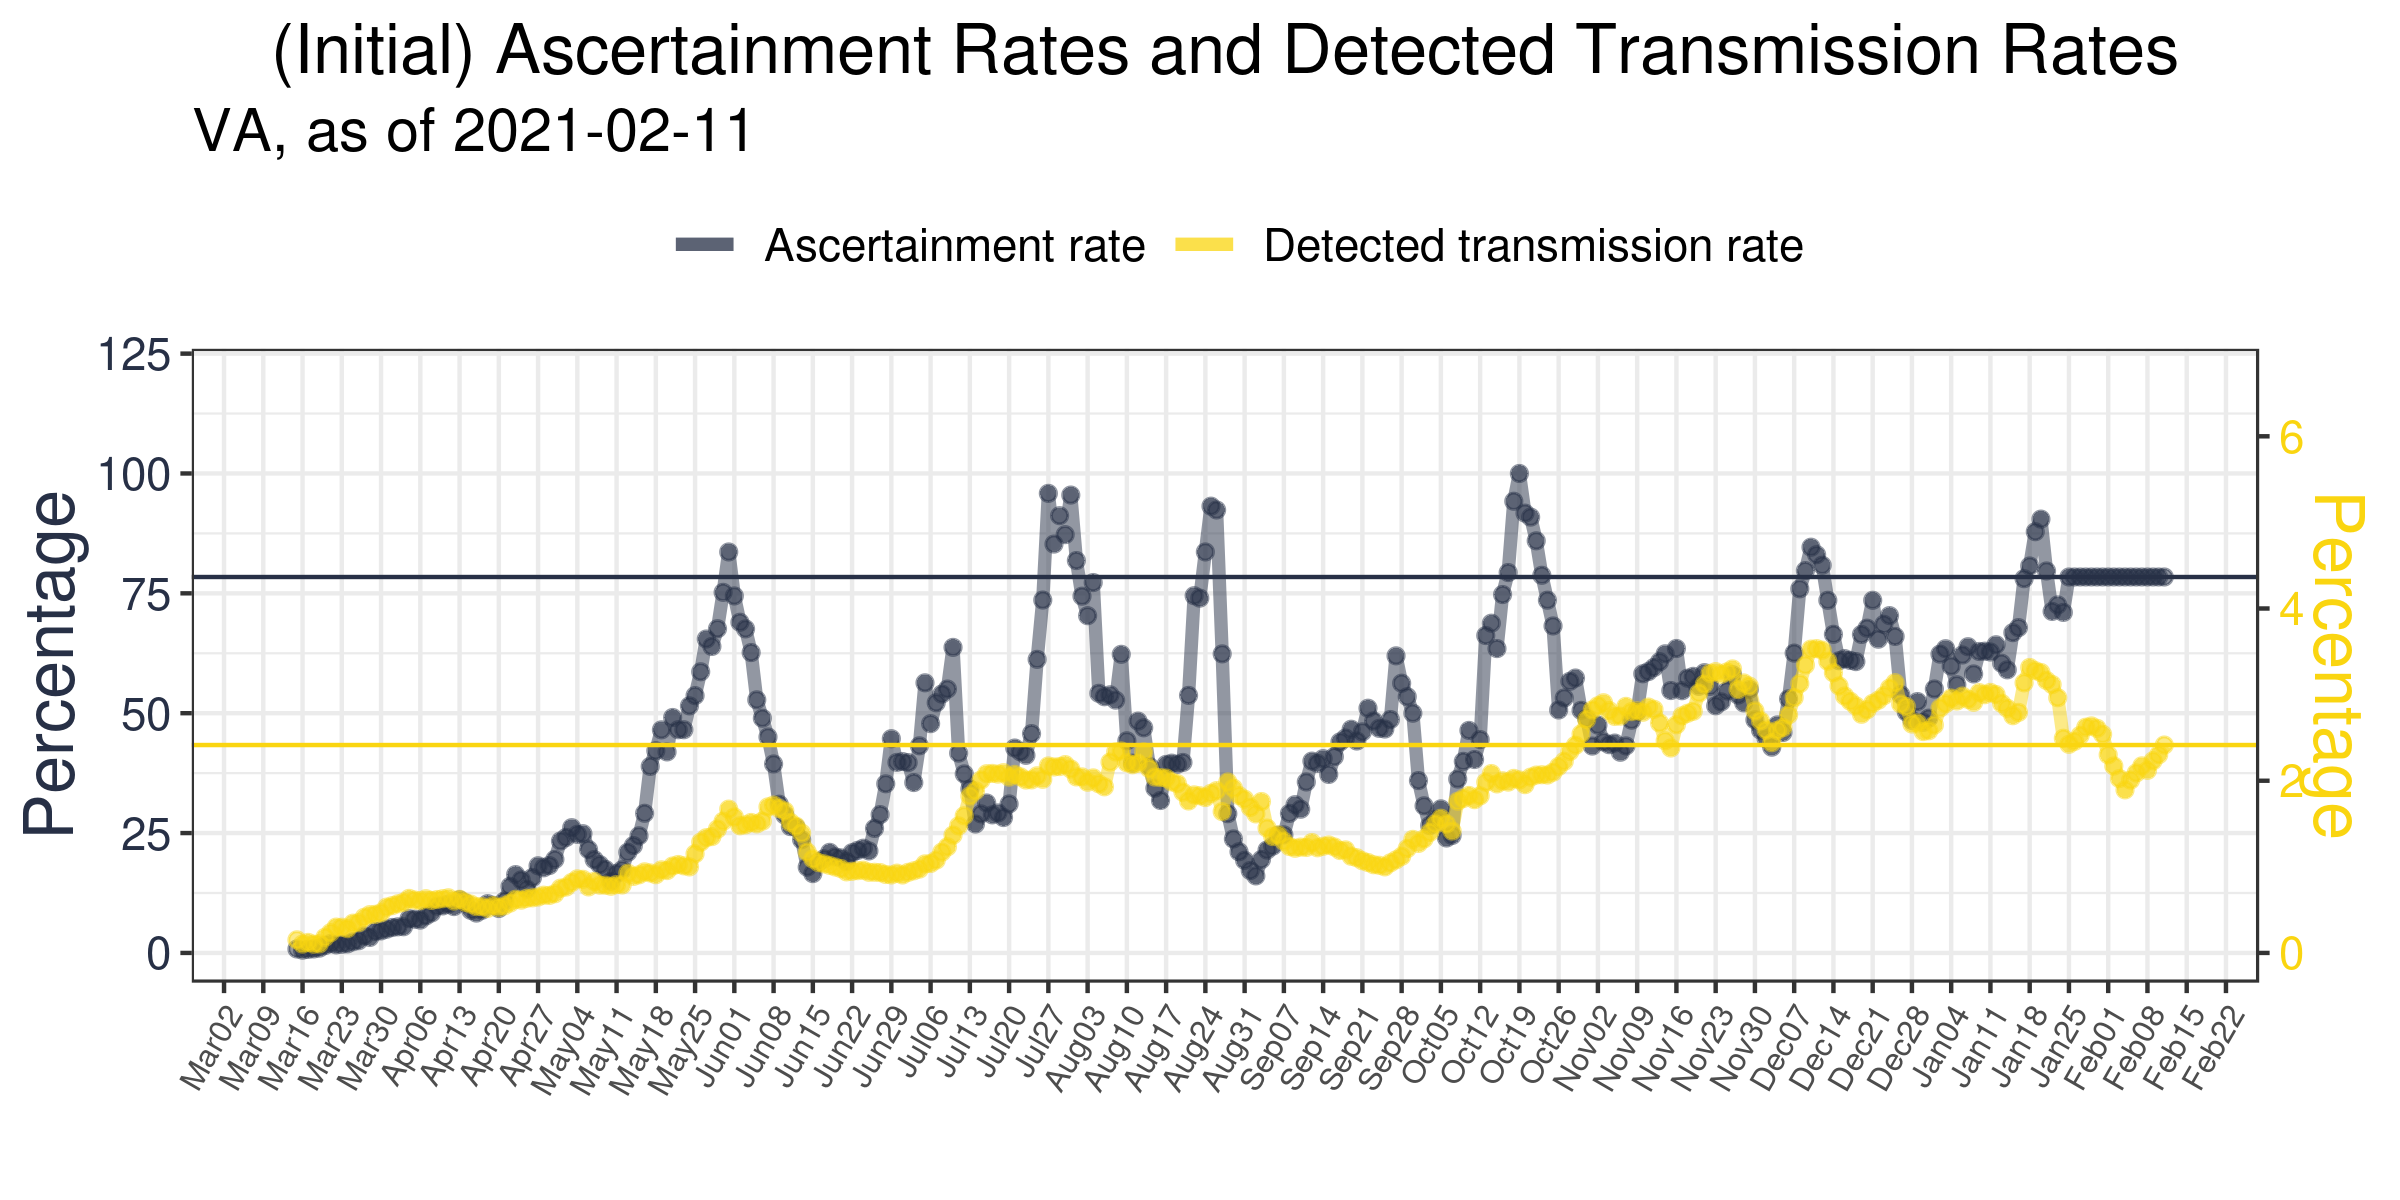 (Initial) Ascertainment Rates and Detected Transmission Rates
VA, as of 2021-02-11
Ascertainment rate
Detected transmission rate
Percentage
125
100
75
50
25
0
6
4
2
0
Percentage
Mar02
Mar09
Mar16
Mar23
Mar30
Apr06
Apr13
Apr20
Apr27
May04
May11
May18
May25
Jun01
Jun08
Jun15
Jun22
Jun29
Jul06
Jul13
Jul20
Jul27
Aug03
Aug10
Aug17
Aug24
Aug31
Sep07
Sep14
Sep21
Sep28
Oct05
Oct12
Oct19
Oct26
Nov02
Nov09
Nov16
Nov23
Nov30
Dec07
Dec14
Dec21
Dec28
Jan04
Jan11
Jan18
Jan25
Feb01
Feb08
Feb15
Feb22